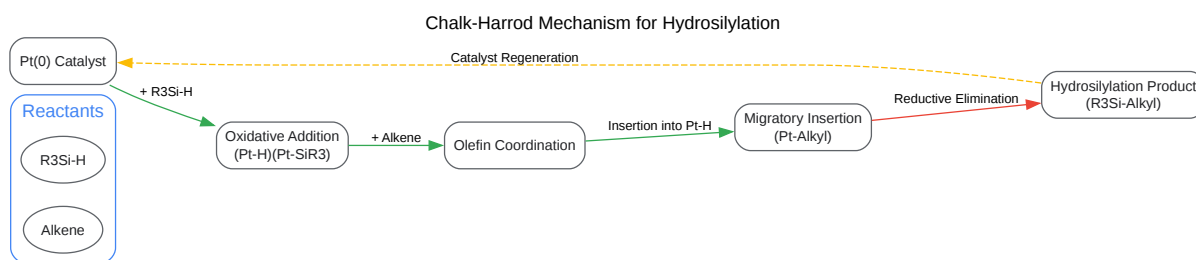 Chalk-Harrod Mechanism for Hydrosilylation
Pt(0) Catalyst
Catalyst Regeneration
Hydrosilylation Product
(R3Si-Alkyl)
+ R3Si-H
Reductive Elimination
Reactants
Oxidative Addition
(Pt-H)(Pt-SiR3)
+ Alkene
Olefin Coordination
Insertion into Pt-H
Migratory Insertion
(Pt-Alkyl)
R3Si-H
Alkene